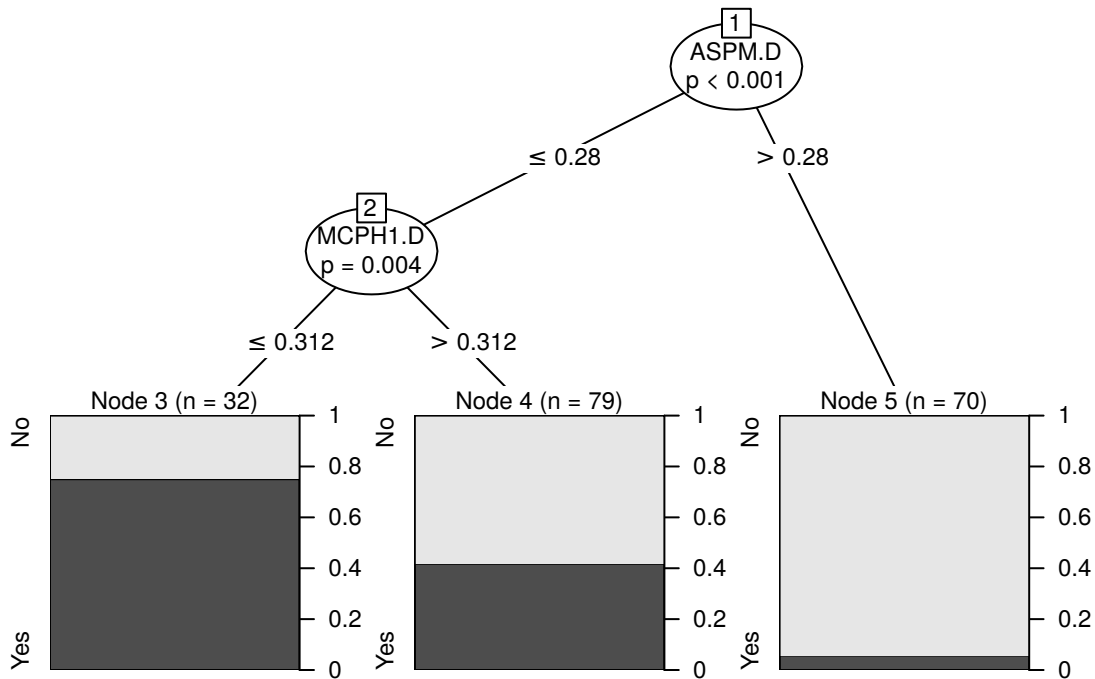 1
ASPM.D
p < 0.001
≤ 0.28
> 0.28
2
MCPH1.D
p = 0.004
≤ 0.312
> 0.312
Node 3 (n = 32)
No
Yes
1
0.8
0.6
0.4
0.2
0
Node 4 (n = 79)
No
Yes
1
0.8
0.6
0.4
0.2
0
Node 5 (n = 70)
No
Yes
1
0.8
0.6
0.4
0.2
0